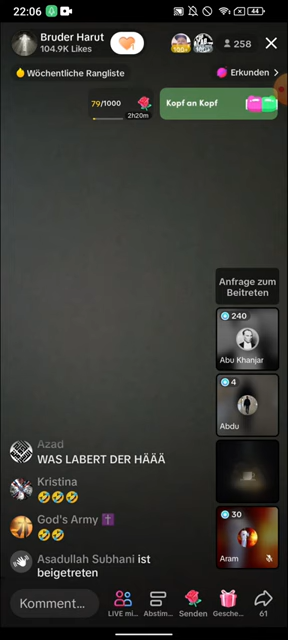 22:06
44
Bruder Harut
104.9K Likes
258
Wöchentliche Rangliste
Erkunden
79/1000
2h20m
Kopf an Kopf
Anfrage zum
Beitreten
240
Abu Khanjar
4
Abdu
30
Aram
Azad
WAS LABERT DER HÄÄÄ
Kristina
🤣🤣🤣
God's Army ✝️
🤣🤣
Asadullah Subhani ist
beigetreten
Komment...
LIVE mi...
Abstim...
Senden
Gesche...
61